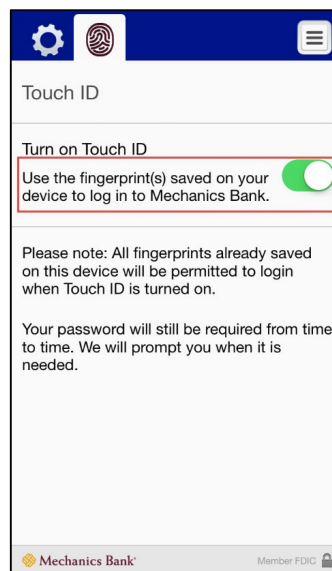 Touch ID
Turn on Touch ID
Use the fingerprint(s) saved on your
device to log in to Mechanics Bank.
Please note: All fingerprints already saved
on this device will be permitted to login
when Touch ID is turned on.
Your password will still be required from time
to time. We will prompt you when it is
needed.
Mechanics Bank Member FDIC